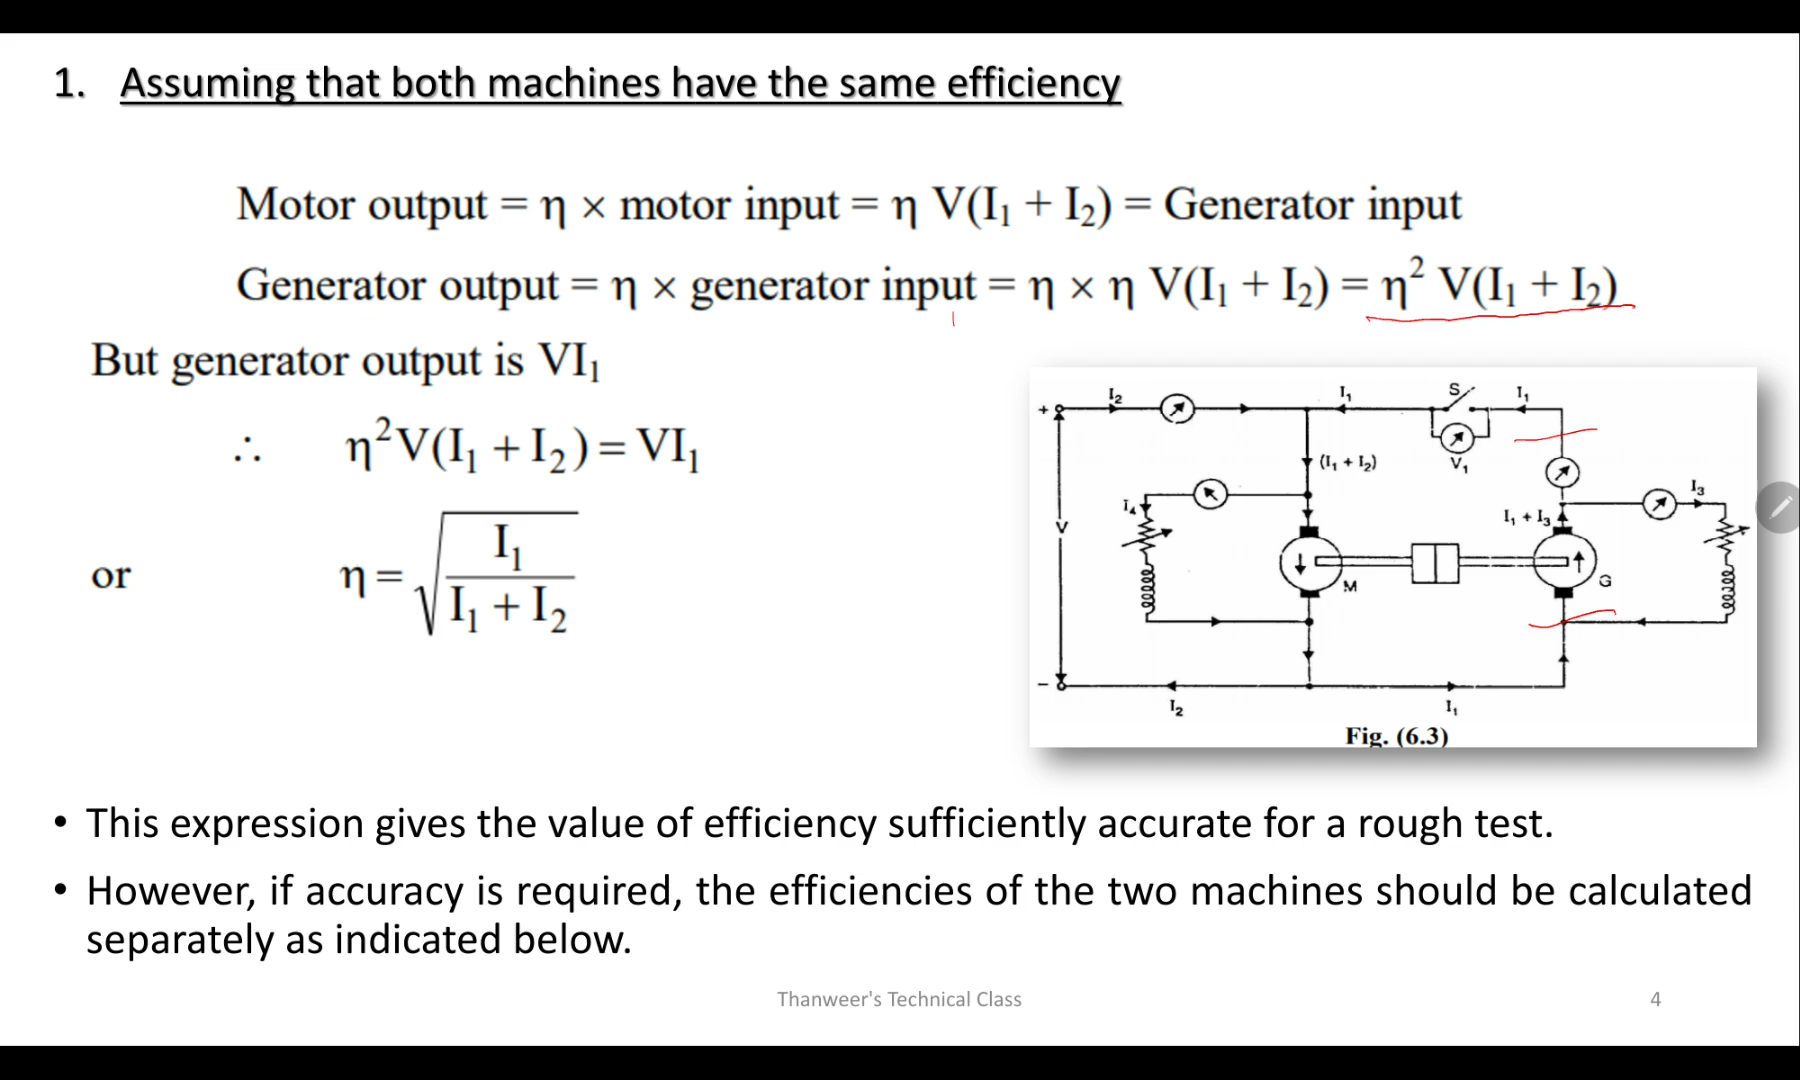 1. Assuming that both machines have the same efficiency
Motor output = η × motor input = η V(I₁ + I₂) = Generator input
Generator output = η × generator input = η × η V(I₁ + I₂) = η² V(I₁ + I₂)
But generator output is VI₁
∴ η²V(I₁ + I₂) = VI₁
or η = √(I₁ / (I₁ + I₂))
I₂ I₁ S I₁
+
(I₁ + I₂) V₁
I₄ I₃
V I₁ + I₃
M G
−
I₂ I₁
Fig. (6.3)
• This expression gives the value of efficiency sufficiently accurate for a rough test.
• However, if accuracy is required, the efficiencies of the two machines should be calculated
separately as indicated below.
Thanweer's Technical Class 4